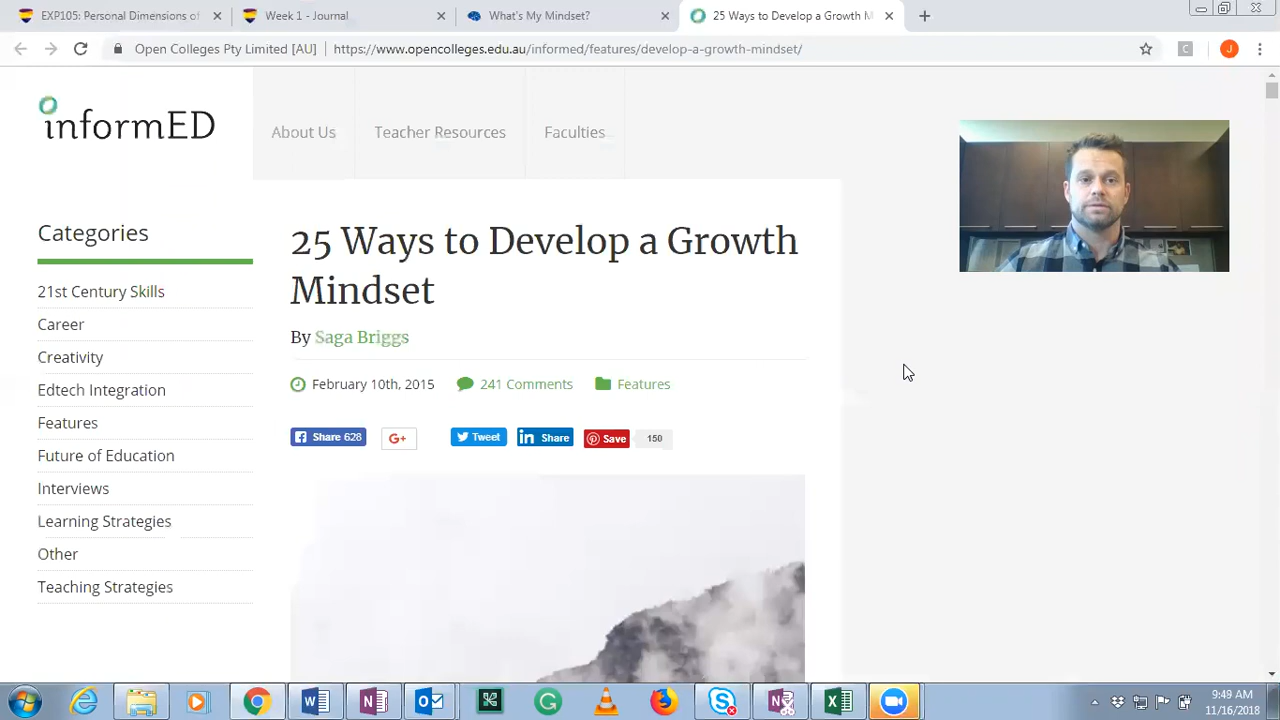 EXP105: Personal Dimensions of
Week 1 - Journal
What's My Mindset?
25 Ways to Develop a Growth M
Open Colleges Pty Limited [AU]
https://www.opencolleges.edu.au/informed/features/develop-a-growth-mindset/
C
J
informED
About Us
Teacher Resources
Faculties
Categories
21st Century Skills
Career
Creativity
Edtech Integration
Features
Future of Education
Interviews
Learning Strategies
Other
Teaching Strategies
25 Ways to Develop a Growth
Mindset
By Saga Briggs
February 10th, 2015
241 Comments
Features
Share 628
G+
Tweet
in Share
Save
150
9:49 AM
11/16/2018